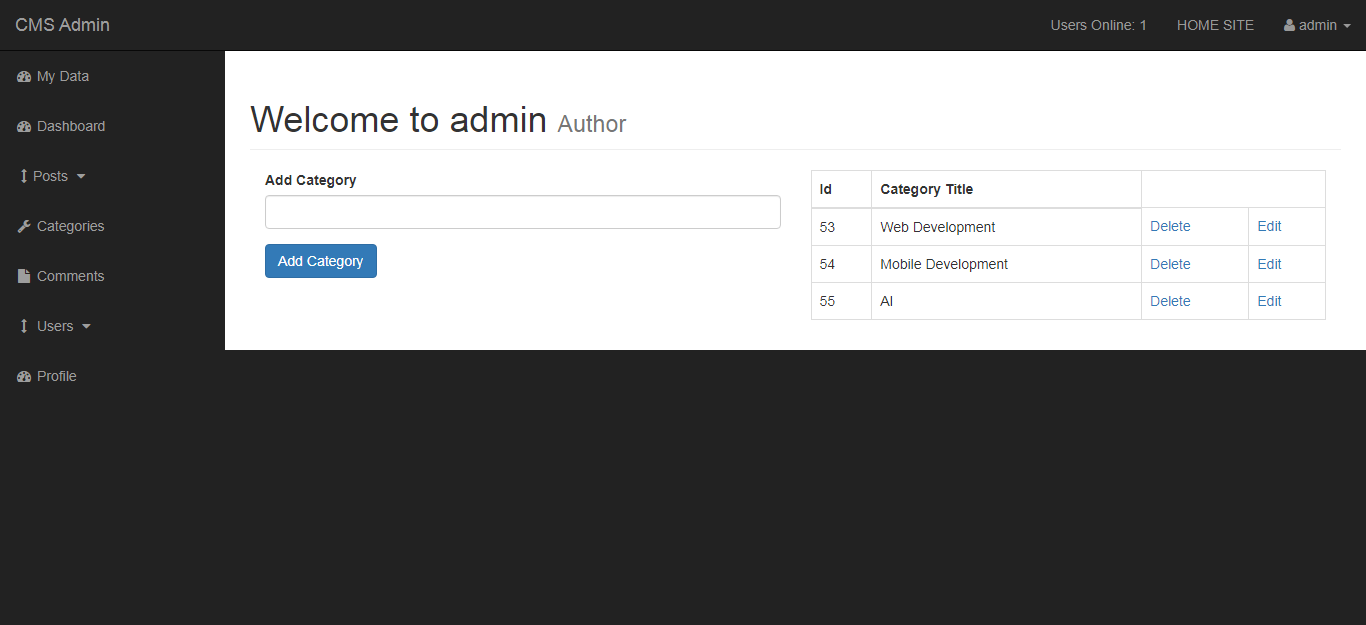 CMS Admin
Users Online: 1 HOME SITE admin
My Data
Dashboard
Posts
Categories
Comments
Users
Profile
Welcome to admin Author
Add Category
Add Category
Id Category Title
53 Web Development Delete Edit
54 Mobile Development Delete Edit
55 AI Delete Edit